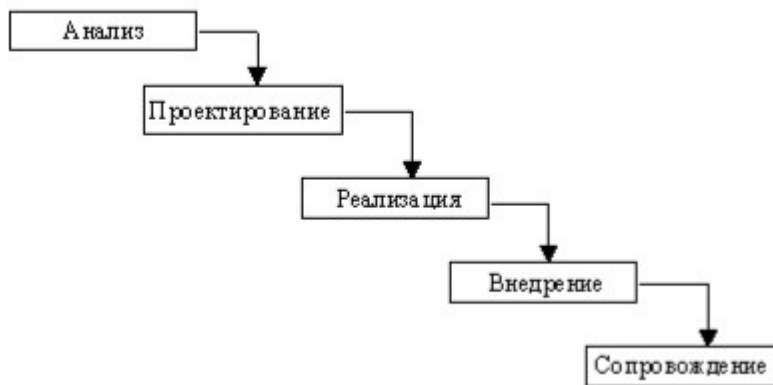 Анализ
Проектирование
Реализация
Внедрение
Сопровождение